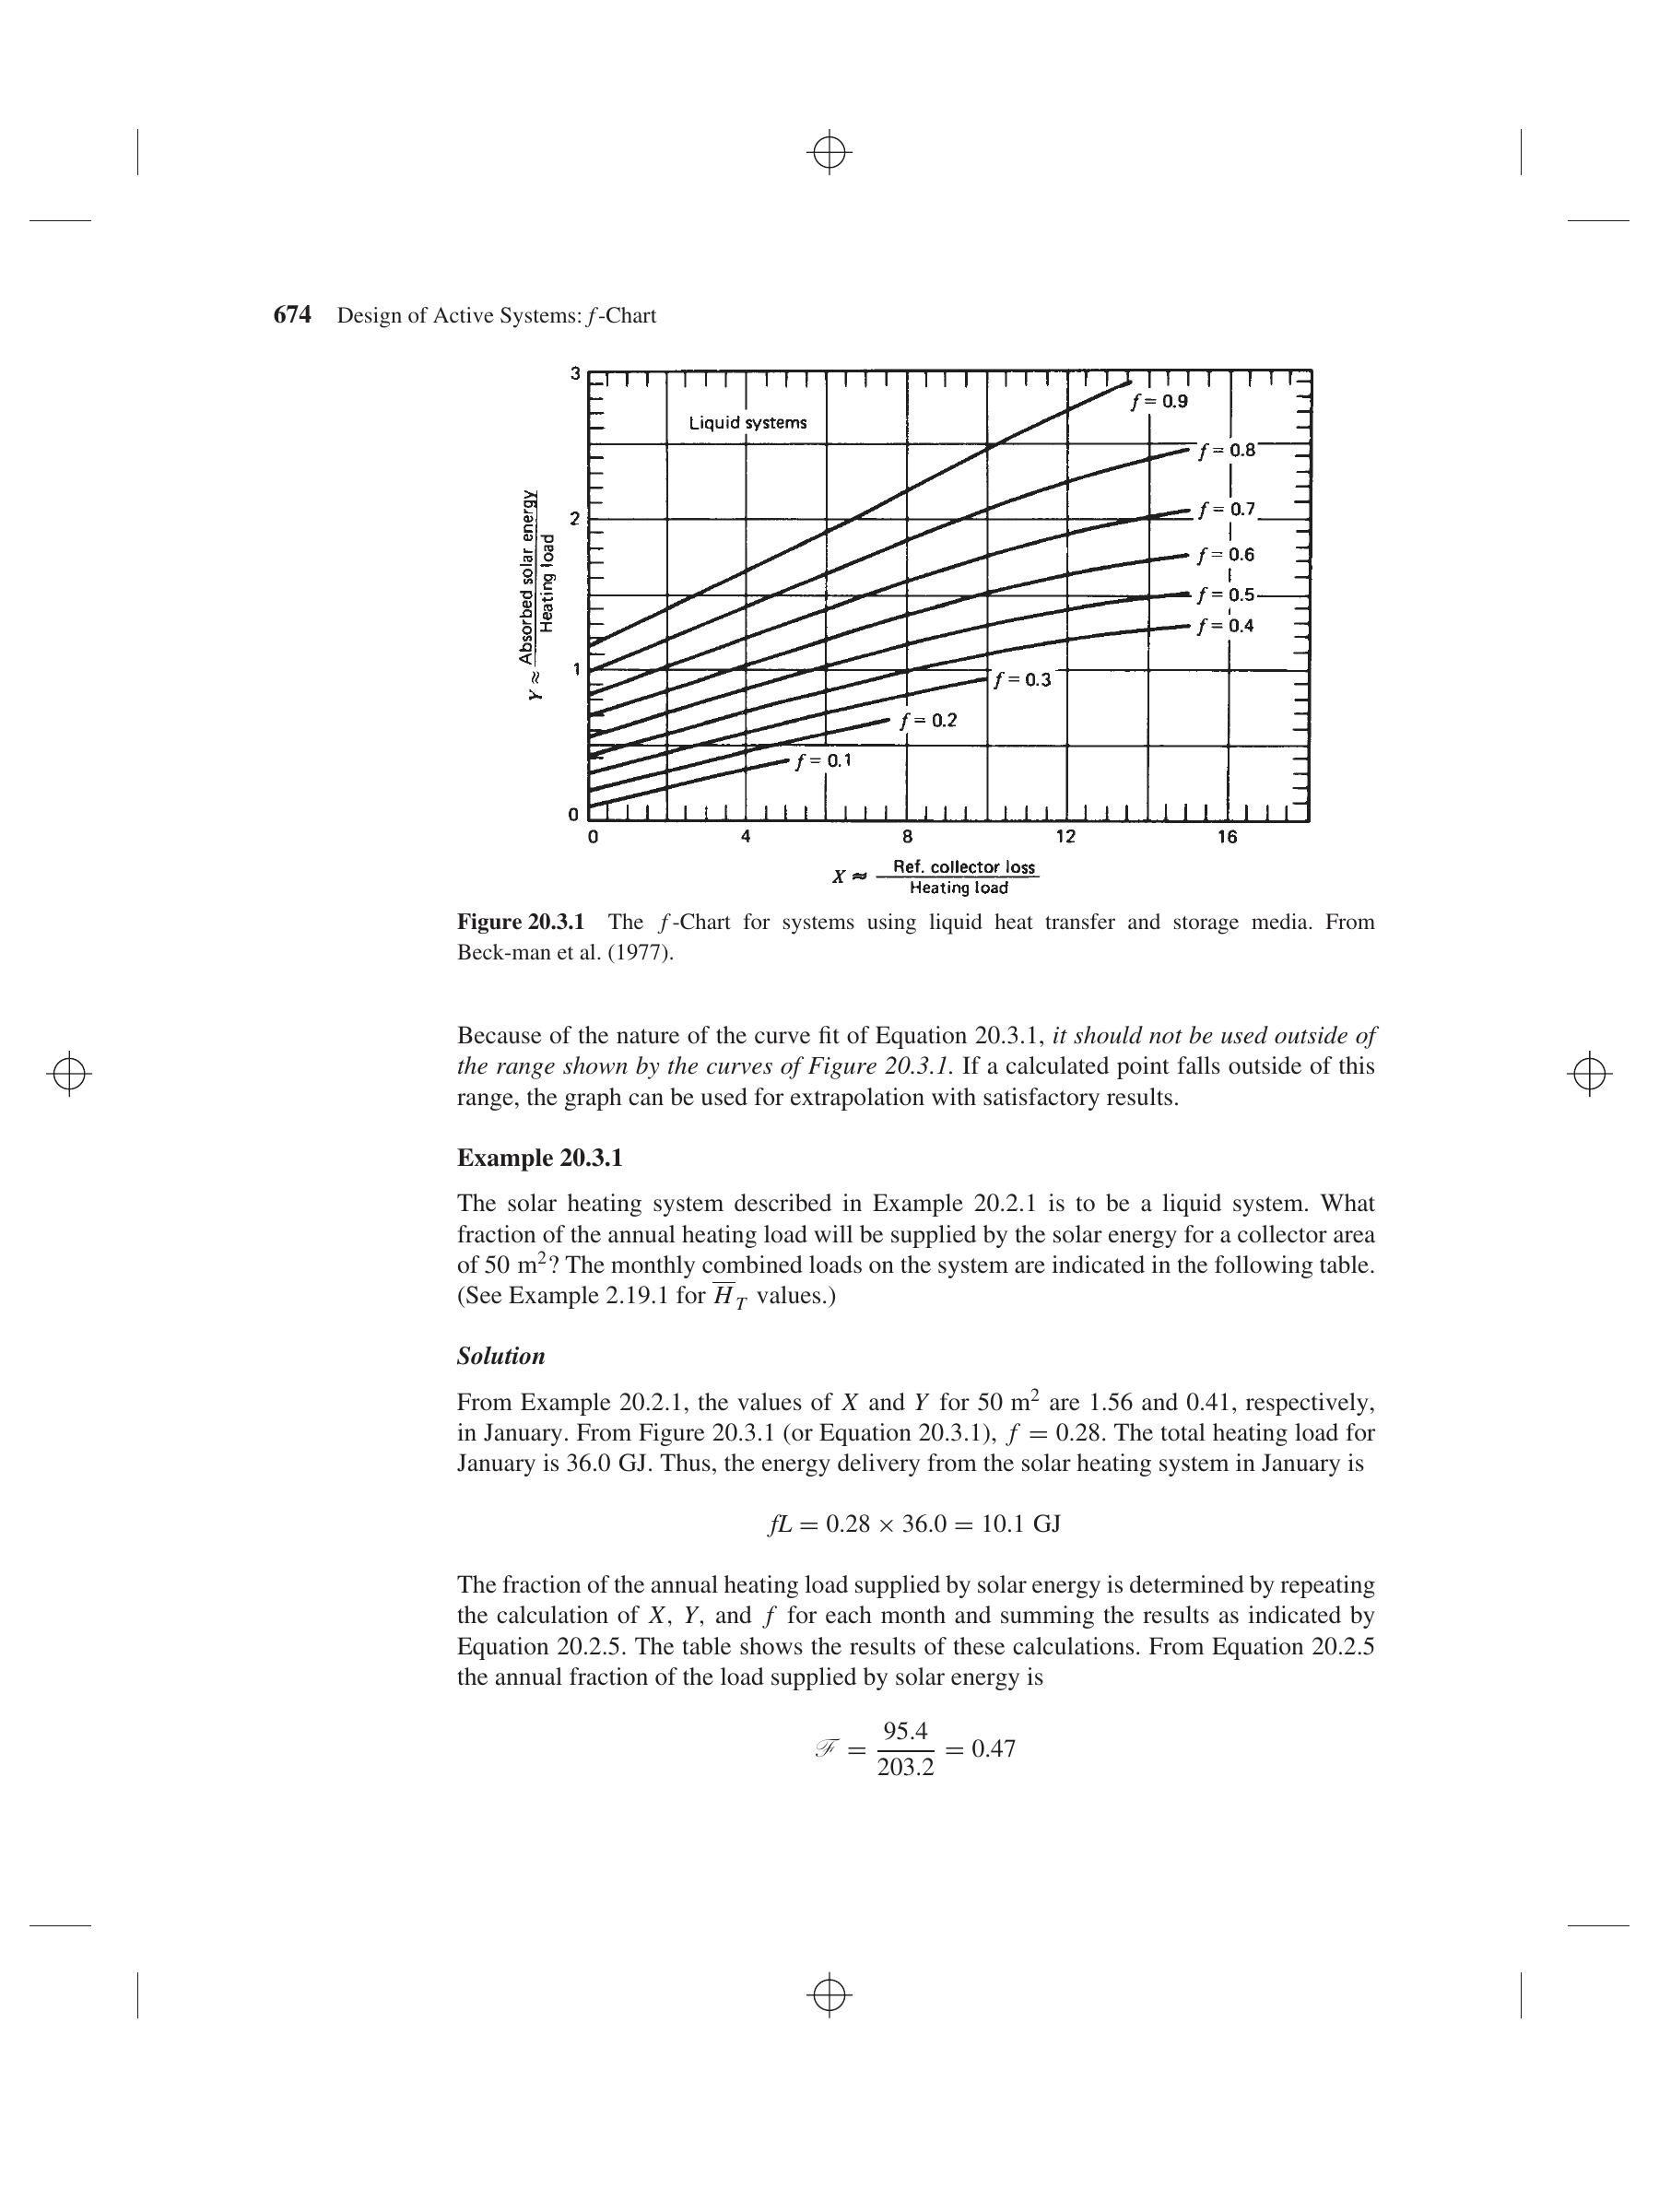 674 Design of Active Systems: f-Chart
3
Liquid systems
f = 0.9
f = 0.8
2
f = 0.7
f = 0.6
f = 0.5
f = 0.4
1
f = 0.3
f = 0.2
f = 0.1
0
Y ≈ Absorbed solar energy
Heating load
0 4 8 12 16
X ≈ Ref. collector loss
Heating load
Figure 20.3.1 The f-Chart for systems using liquid heat transfer and storage media. From
Beck-man et al. (1977).
Because of the nature of the curve fit of Equation 20.3.1, it should not be used outside of
the range shown by the curves of Figure 20.3.1. If a calculated point falls outside of this
range, the graph can be used for extrapolation with satisfactory results.
Example 20.3.1
The solar heating system described in Example 20.2.1 is to be a liquid system. What
fraction of the annual heating load will be supplied by the solar energy for a collector area
of 50 m²? The monthly combined loads on the system are indicated in the following table.
(See Example 2.19.1 for H̅_T values.)
Solution
From Example 20.2.1, the values of X and Y for 50 m² are 1.56 and 0.41, respectively,
in January. From Figure 20.3.1 (or Equation 20.3.1), f = 0.28. The total heating load for
January is 36.0 GJ. Thus, the energy delivery from the solar heating system in January is
fL = 0.28 × 36.0 = 10.1 GJ
The fraction of the annual heating load supplied by solar energy is determined by repeating
the calculation of X, Y, and f for each month and summing the results as indicated by
Equation 20.2.5. The table shows the results of these calculations. From Equation 20.2.5
the annual fraction of the load supplied by solar energy is
ℱ = 95.4 / 203.2 = 0.47